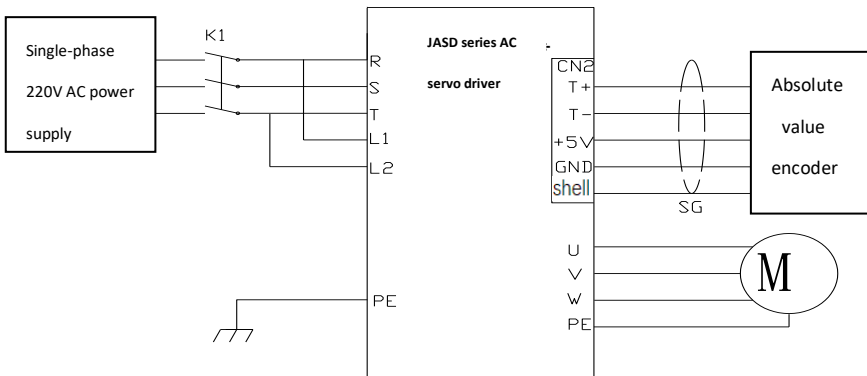 Single-phase
220V AC power
supply
K1
JASD series AC
servo driver
R
S
T
L1
L2
PE
CN2
T+
T-
+5V
GND
shell
SG
Absolute
value
encoder
U
V
W
PE
M